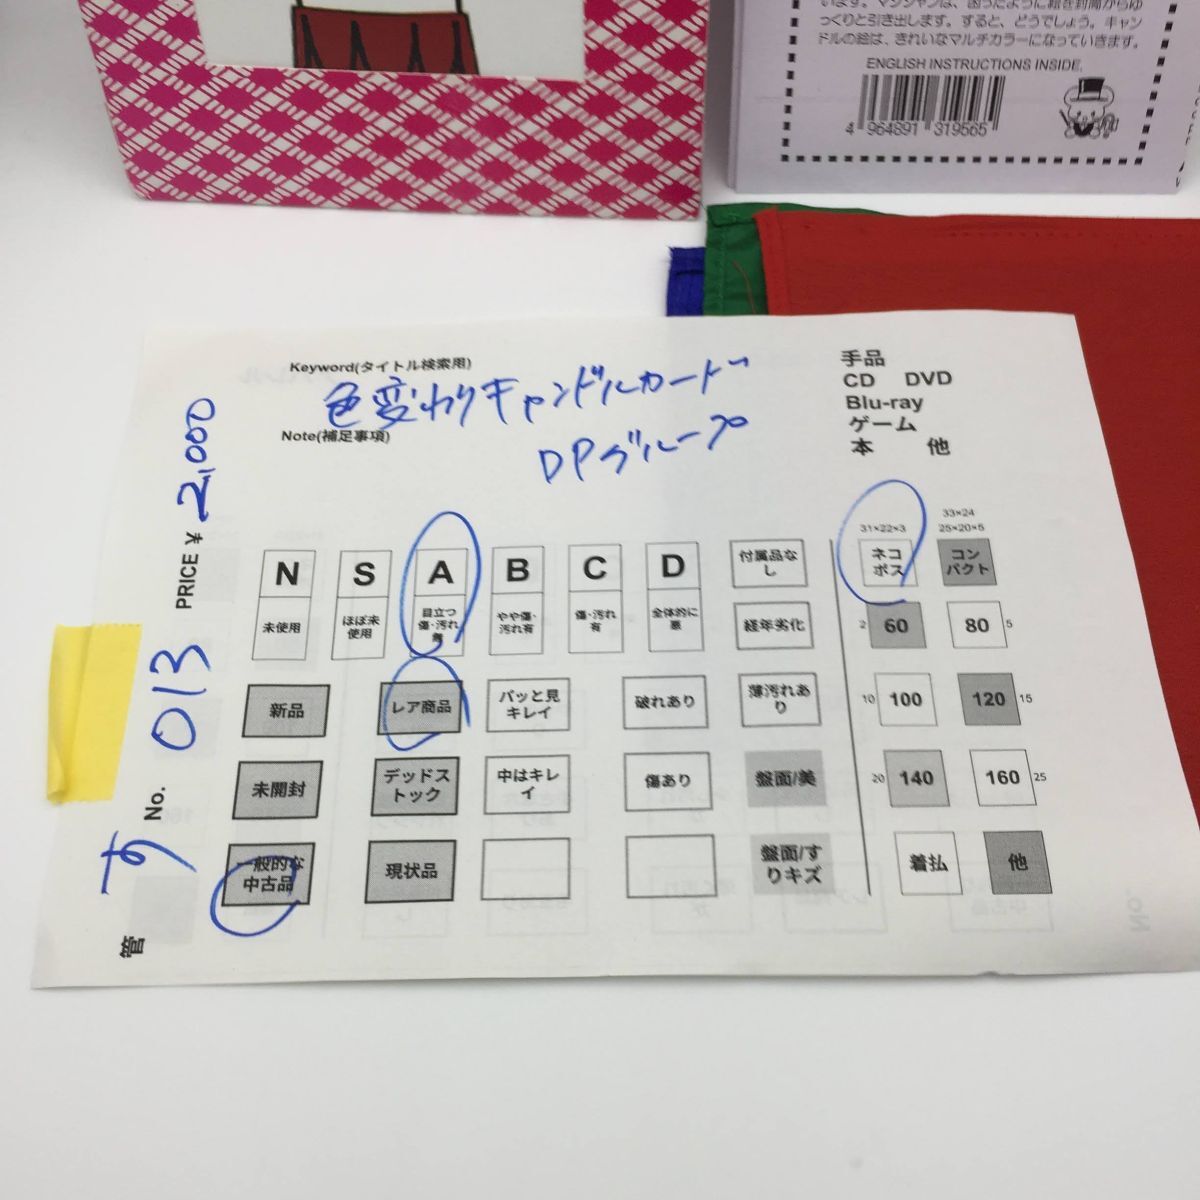 います。マジシャンは、困ったように絵を封筒からゆ
っくりと引き出します。すると、どうでしょう。キャン
ドルの絵は、きれいなマルチカラーになっていきます。
ENGLISH INSTRUCTIONS INSIDE.
4 964891 319565
Keyword(タイトル検索用)
色変わりキャンドルカード
Note(補足事項)
DPグループ
手品
CD DVD
Blu-ray
ゲーム
本 他
PRICE ¥ 2,000
No. 013
す
管
N
未使用
S
ほぼ未
使用
A
目立つ
傷・汚れ
無
B
やや傷・
汚れ有
C
傷・汚れ
有
D
全体的に
悪
付属品な
し
経年劣化
新品
レア商品
パッと見
キレイ
破れあり
薄汚れあ
り
未開封
デッドス
トック
中はキレ
イ
傷あり
盤面/美
一般的な
中古品
現状品
盤面/す
りキズ
31×22×3
33×24
25×20×5
ネコ
ポス
コン
パクト
2 60 80 5
10 100 120 15
20 140 160 25
着払 他